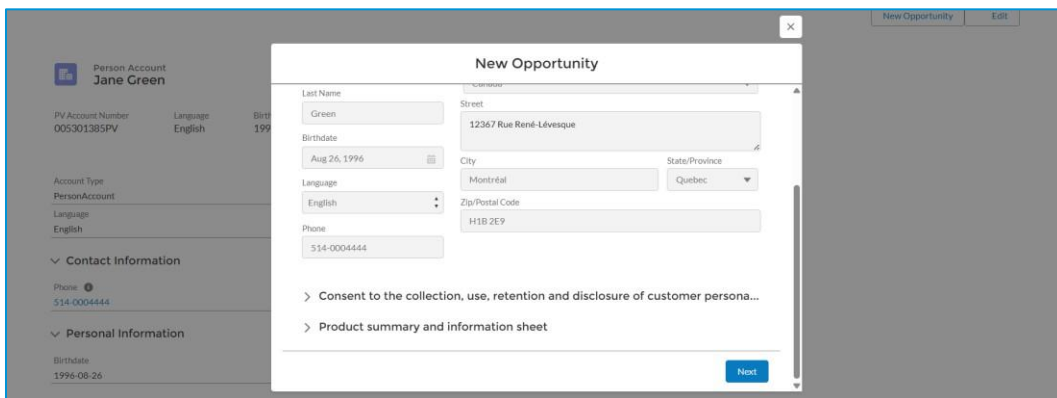 New Opportunity
Edit
Person Account
Jane Green
PV Account Number
Language
Birth
005301385PV
English
199
Account Type
PersonAccount
Language
English
Contact Information
Phone
514-0004444
Personal Information
Birthdate
1996-08-26
New Opportunity
Last Name
Green
Birthdate
Aug 26, 1996
Language
English
Phone
514-0004444
Canada
Street
12367 Rue René-Lévesque
City
State/Province
Montréal
Quebec
Zip/Postal Code
H1B 2E9
Consent to the collection, use, retention and disclosure of customer persona...
Product summary and information sheet
Next